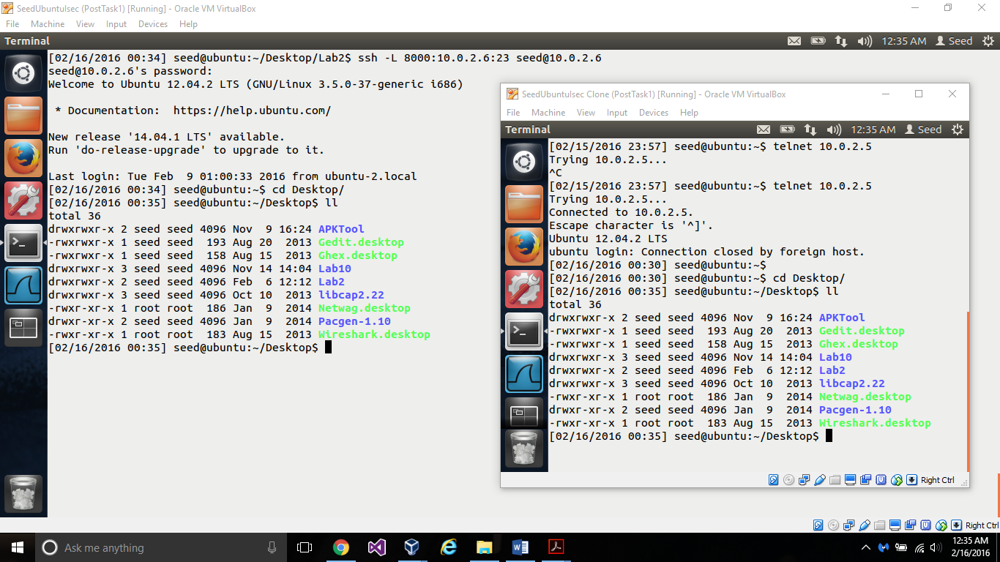 SeedUbuntuIsec (PostTask1) [Running] - Oracle VM VirtualBox
File Machine View Input Devices Help
Terminal 12:35 AM Seed
[02/16/2016 00:34] seed@ubuntu:~/Desktop/Lab2$ ssh -L 8000:10.0.2.6:23 seed@10.0.2.6
seed@10.0.2.6's password:
Welcome to Ubuntu 12.04.2 LTS (GNU/Linux 3.5.0-37-generic i686)
* Documentation:  https://help.ubuntu.com/
New release '14.04.1 LTS' available.
Run 'do-release-upgrade' to upgrade to it.
Last login: Tue Feb  9 01:00:33 2016 from ubuntu-2.local
[02/16/2016 00:34] seed@ubuntu:~$ cd Desktop/
[02/16/2016 00:35] seed@ubuntu:~/Desktop$ ll
total 36
drwxrwxr-x 2 seed seed 4096 Nov  9 16:24 APKTool
-rwxrwxr-x 1 seed seed  193 Aug 20  2013 Gedit.desktop
-rwxrwxr-x 1 seed seed  158 Aug 15  2013 Ghex.desktop
drwxrwxr-x 3 seed seed 4096 Nov 14 14:04 Lab10
drwxrwxr-x 2 seed seed 4096 Feb  6 12:12 Lab2
drwxrwxr-x 3 seed seed 4096 Oct 10  2013 libcap2.22
-rwxr-xr-x 1 root root  186 Jan  9  2014 Netwag.desktop
drwxr-xr-x 2 seed seed 4096 Jan  9  2014 Pacgen-1.10
-rwxr-xr-x 1 root root  183 Aug 15  2013 Wireshark.desktop
[02/16/2016 00:35] seed@ubuntu:~/Desktop$
SeedUbuntuIsec Clone (PostTask1) [Running] - Oracle VM VirtualBox
File Machine View Input Devices Help
Terminal 12:35 AM Seed
[02/15/2016 23:57] seed@ubuntu:~$ telnet 10.0.2.5
Trying 10.0.2.5...
^C
[02/15/2016 23:57] seed@ubuntu:~$ telnet 10.0.2.5
Trying 10.0.2.5...
Connected to 10.0.2.5.
Escape character is '^]'.
Ubuntu 12.04.2 LTS
ubuntu login: Connection closed by foreign host.
[02/16/2016 00:30] seed@ubuntu:~$
[02/16/2016 00:30] seed@ubuntu:~$ cd Desktop/
[02/16/2016 00:35] seed@ubuntu:~/Desktop$ ll
total 36
drwxrwxr-x 2 seed seed 4096 Nov  9 16:24 APKTool
-rwxrwxr-x 1 seed seed  193 Aug 20  2013 Gedit.desktop
-rwxrwxr-x 1 seed seed  158 Aug 15  2013 Ghex.desktop
drwxrwxr-x 3 seed seed 4096 Nov 14 14:04 Lab10
drwxrwxr-x 2 seed seed 4096 Feb  6 12:12 Lab2
drwxrwxr-x 3 seed seed 4096 Oct 10  2013 libcap2.22
-rwxr-xr-x 1 root root  186 Jan  9  2014 Netwag.desktop
drwxr-xr-x 2 seed seed 4096 Jan  9  2014 Pacgen-1.10
-rwxr-xr-x 1 root root  183 Aug 15  2013 Wireshark.desktop
[02/16/2016 00:35] seed@ubuntu:~/Desktop$
Right Ctrl
Right Ctrl
Ask me anything
12:35 AM
2/16/2016